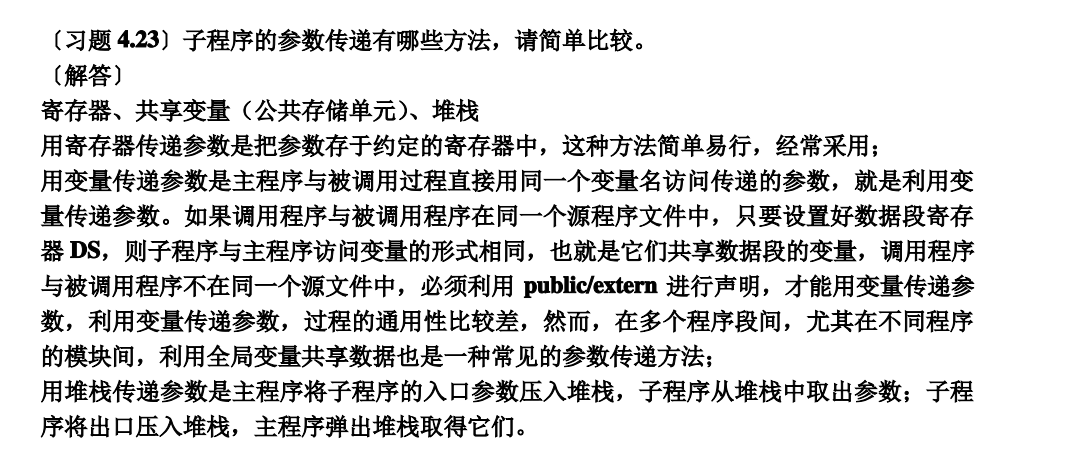 〔习题 4.23〕子程序的参数传递有哪些方法，请简单比较。
〔解答〕
寄存器、共享变量（公共存储单元）、堆栈
用寄存器传递参数是把参数存于约定的寄存器中，这种方法简单易行，经常采用；
用变量传递参数是主程序与被调用过程直接用同一个变量名访问传递的参数，就是利用变
量传递参数。如果调用程序与被调用程序在同一个源程序文件中，只要设置好数据段寄存
器 DS，则子程序与主程序访问变量的形式相同，也就是它们共享数据段的变量，调用程序
与被调用程序不在同一个源文件中，必须利用 public/extern 进行声明，才能用变量传递参
数，利用变量传递参数，过程的通用性比较差，然而，在多个程序段间，尤其在不同程序
的模块间，利用全局变量共享数据也是一种常见的参数传递方法；
用堆栈传递参数是主程序将子程序的入口参数压入堆栈，子程序从堆栈中取出参数；子程
序将出口压入堆栈，主程序弹出堆栈取得它们。